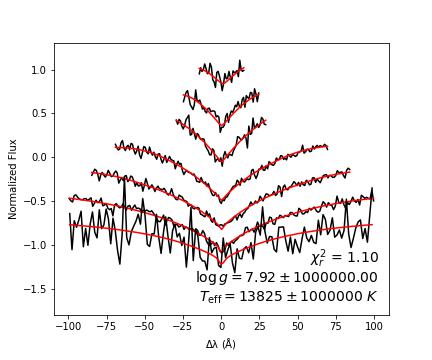 1.0
0.5
0.0
−0.5
−1.0
−1.5
Normalized Flux
χ²ᵣ = 1.10
log g = 7.92 ± 1000000.00
T_eff = 13825 ± 1000000 K
−100 −75 −50 −25 0 25 50 75 100
Δλ (Å)